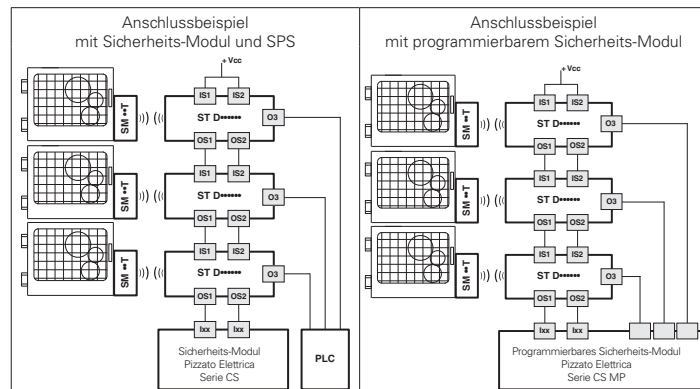 Anschlussbeispiel
mit Sicherheits-Modul und SPS
+ Vcc
IS1 IS2
SM ••T
ST D••••••
O3
OS1 OS2
IS1 IS2
SM ••T
ST D••••••
O3
OS1 OS2
IS1 IS2
SM ••T
ST D••••••
O3
OS1 OS2
Ixx Ixx
Sicherheits-Modul
Pizzato Elettrica
Serie CS
PLC
Anschlussbeispiel
mit programmierbarem Sicherheits-Modul
+ Vcc
IS1 IS2
SM ••T
ST D••••••
O3
OS1 OS2
IS1 IS2
SM ••T
ST D••••••
O3
OS1 OS2
IS1 IS2
SM ••T
ST D••••••
O3
OS1 OS2
Ixx Ixx
Programmierbares Sicherheits-Modul
Pizzato Elettrica
Serie CS MP